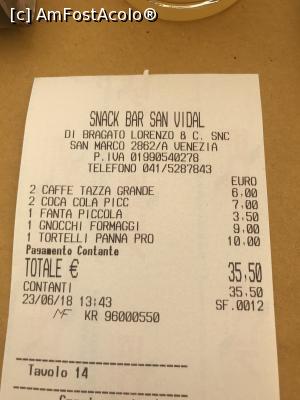 [c] AmFostAcolo®
SNACK BAR SAN VIDAL
DI BRAGATO LORENZO & C. SNC
SAN MARCO 2862/A VENEZIA
P.IVA 01990540278
TELEFONO 041/5287843
EURO
2 CAFFE TAZZA GRANDE 6,00
2 COCA COLA PICC 7,00
1 FANTA PICCOLA 3,50
1 GNOCCHI FORMAGGI 9,00
1 TORTELLI PANNA PRO 10,00
Pagamento Contante
TOTALE € 35,50
CONTANTI 35,50
23/06/18 13:43 SF.0012
MF KR 96000550
Tavolo 14